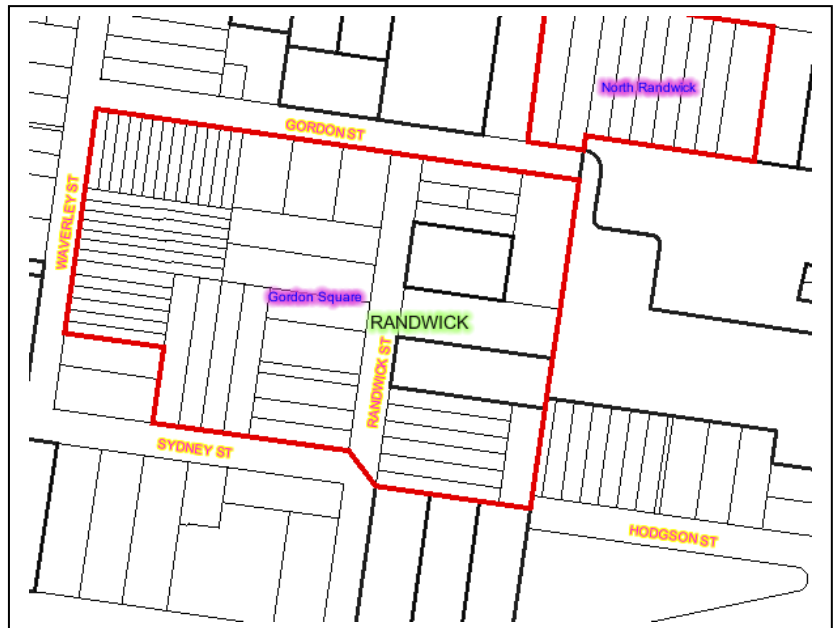 North Randwick
GORDON ST
WAVERLEY ST
Gordon Square
RANDWICK
RANDWICK ST
SYDNEY ST
HODGSON ST